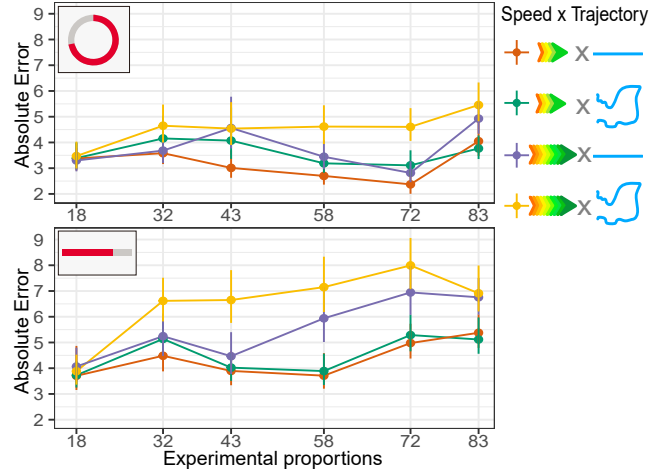 Speed x Trajectory
Absolute Error
9
8
7
6
5
4
3
2
18 32 43 58 72 83
x
x
x
x
Absolute Error
9
8
7
6
5
4
3
2
18 32 43 58 72 83
Experimental proportions